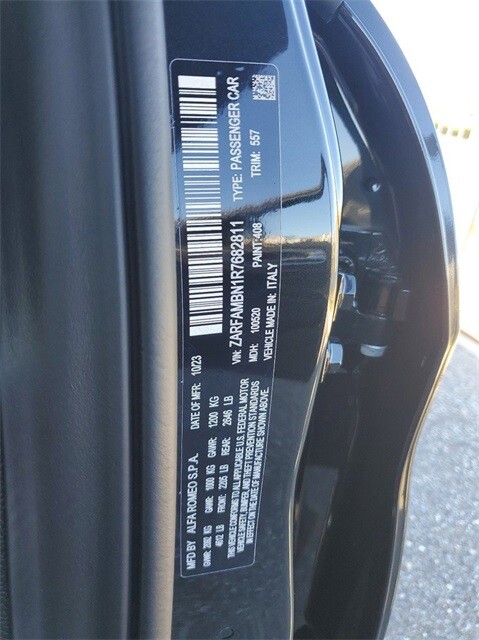 MFD BY ALFA ROMEO S.P.A. DATE OF MFR: 10/23
GVWR: 2082 KG GAWR: 1000 KG GAWR: 1200 KG
4612 LB FRONT: 2205 LB REAR: 2646 LB
THIS VEHICLE CONFORMS TO ALL APPLICABLE U.S. FEDERAL MOTOR
VEHICLE SAFETY, BUMPER, AND THEFT PREVENTION STANDARDS
IN EFFECT ON THE DATE OF MANUFACTURE SHOWN ABOVE.
VIN: ZARFAMBN1R7682811 TYPE: PASSENGER CAR
MDH: 100520 PAINT:408 TRIM: 557
VEHICLE MADE IN: ITALY